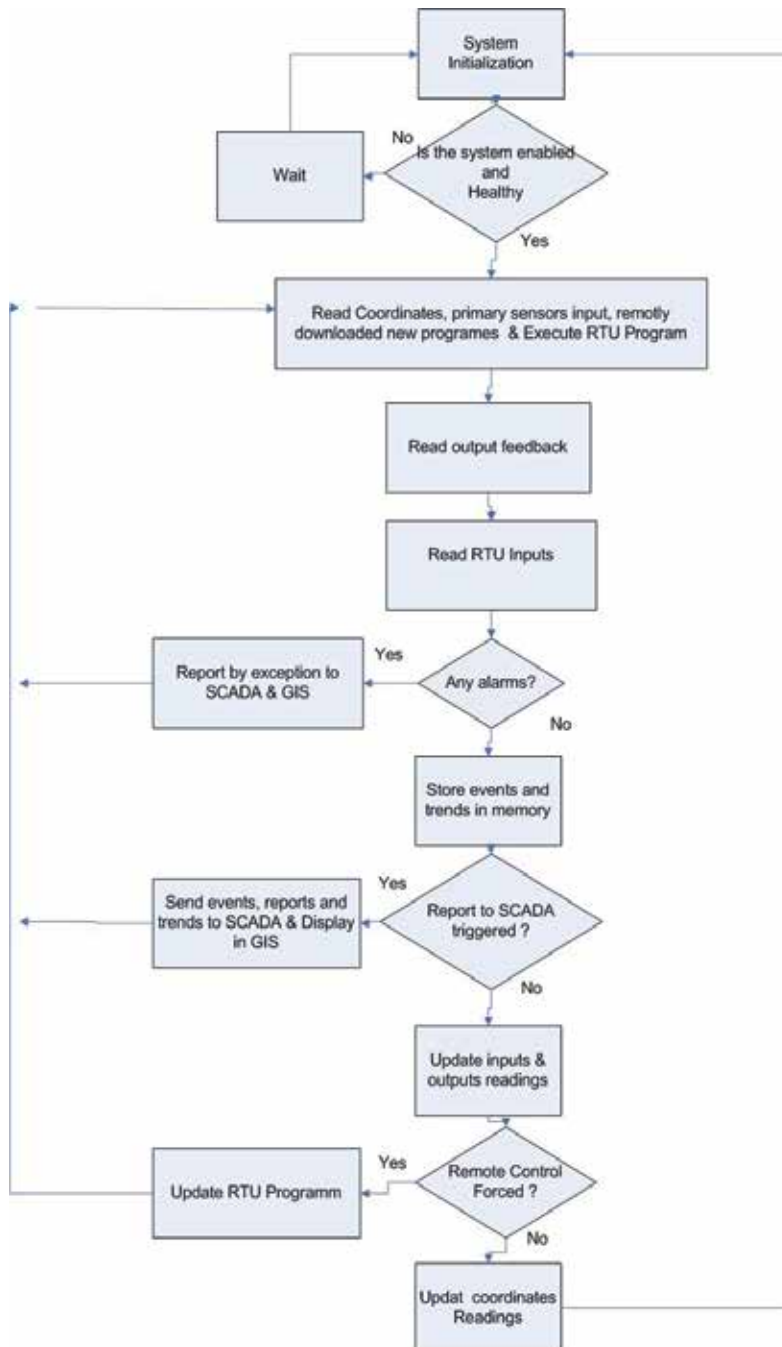 System
Initialization
No
Is the system enabled
and
Healthy
Wait
Yes
Read Coordinates, primary sensors input, remotly
downloaded new programes & Execute RTU Program
Read output feedback
Read RTU Inputs
Yes
Report by exception to
SCADA & GIS
Any alarms?
No
Store events and
trends in memory
Yes
Send events, reports and
trends to SCADA & Display
in GIS
Report to SCADA
triggered ?
No
Update inputs &
outputs readings
Yes
Remote Control
Forced ?
Update RTU Programm
No
Updat coordinates
Readings